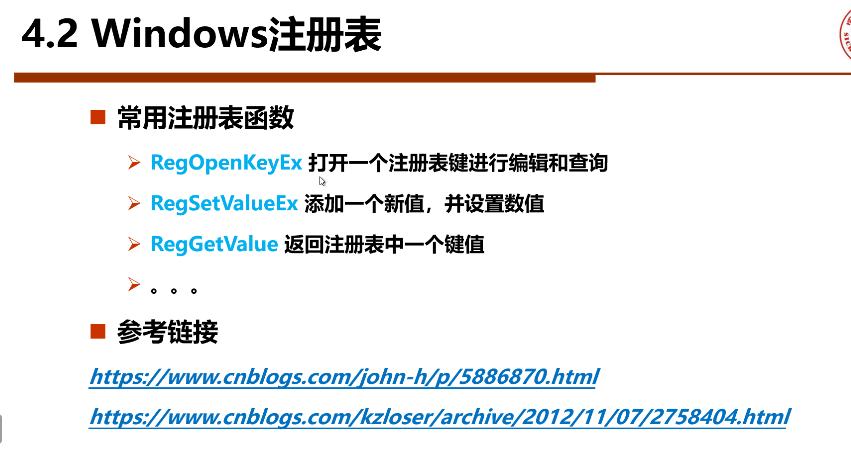 4.2 Windows注册表
常用注册表函数
RegOpenKeyEx 打开一个注册表键进行编辑和查询
RegSetValueEx 添加一个新值，并设置数值
RegGetValue 返回注册表中一个键值
。。。
参考链接
https://www.cnblogs.com/john-h/p/5886870.html
https://www.cnblogs.com/kzloser/archive/2012/11/07/2758404.html